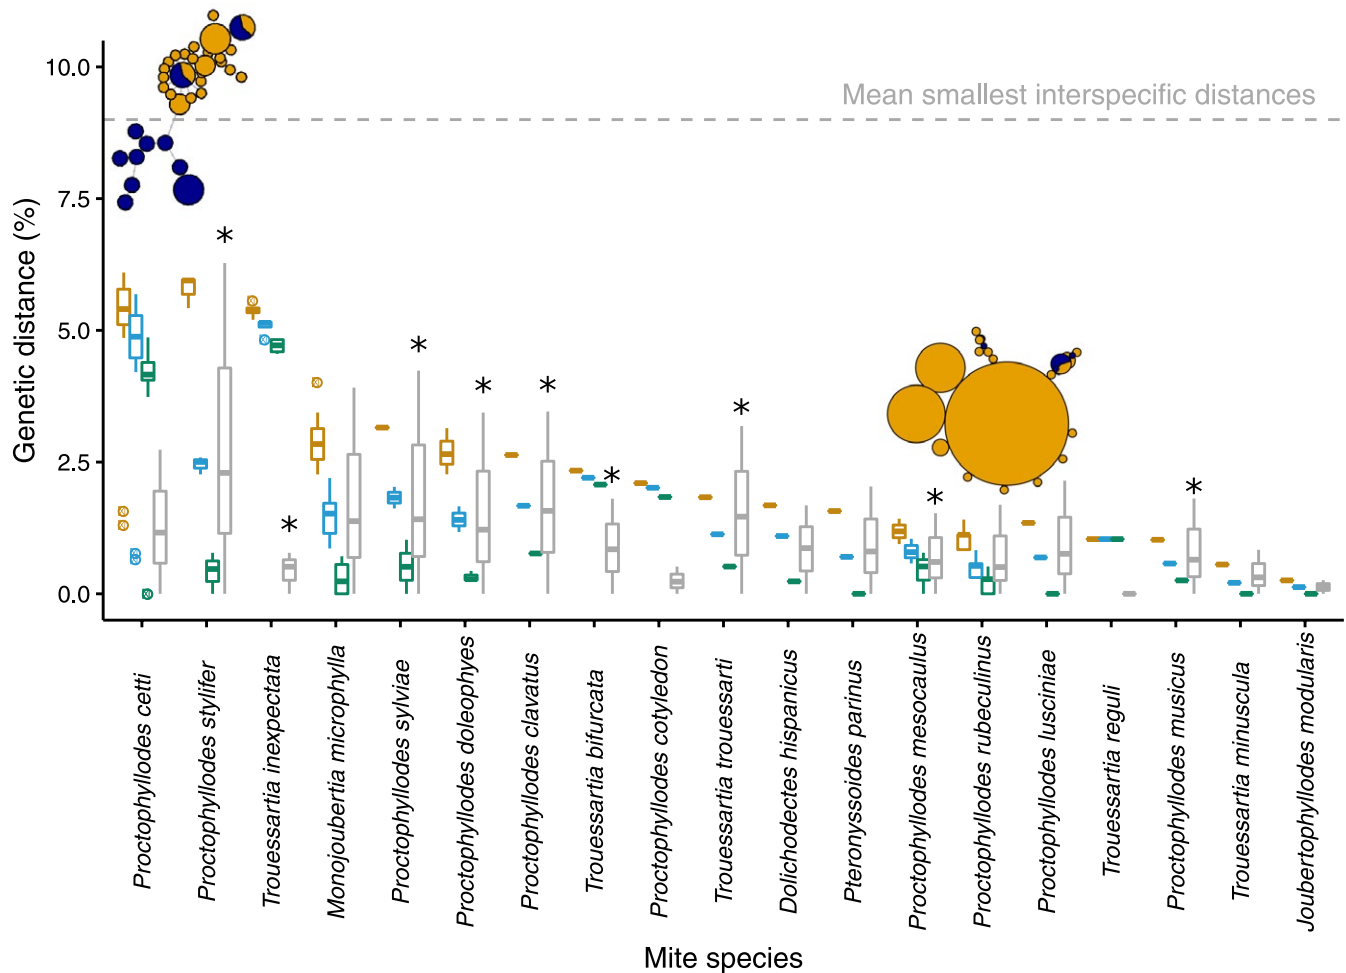 Genetic distance (%)
10.0
7.5
5.0
2.5
0.0
Mean smallest interspecific distances
*
*
*
*
*
*
*
*
*
*
Proctophyllodes cetti
Proctophyllodes stylifer
Trouessartia inexpectata
Monojoubertia microphylla
Proctophyllodes sylviae
Proctophyllodes doleophyes
Proctophyllodes clavatus
Trouessartia bifurcata
Proctophyllodes cotyledon
Trouessartia trouessarti
Dolichodectes hispanicus
Pteronyssoides parinus
Proctophyllodes mesocaulus
Proctophyllodes rubeculinus
Proctophyllodes lusciniae
Trouessartia reguli
Proctophyllodes musicus
Trouessartia minuscula
Joubertophyllodes modularis
Mite species